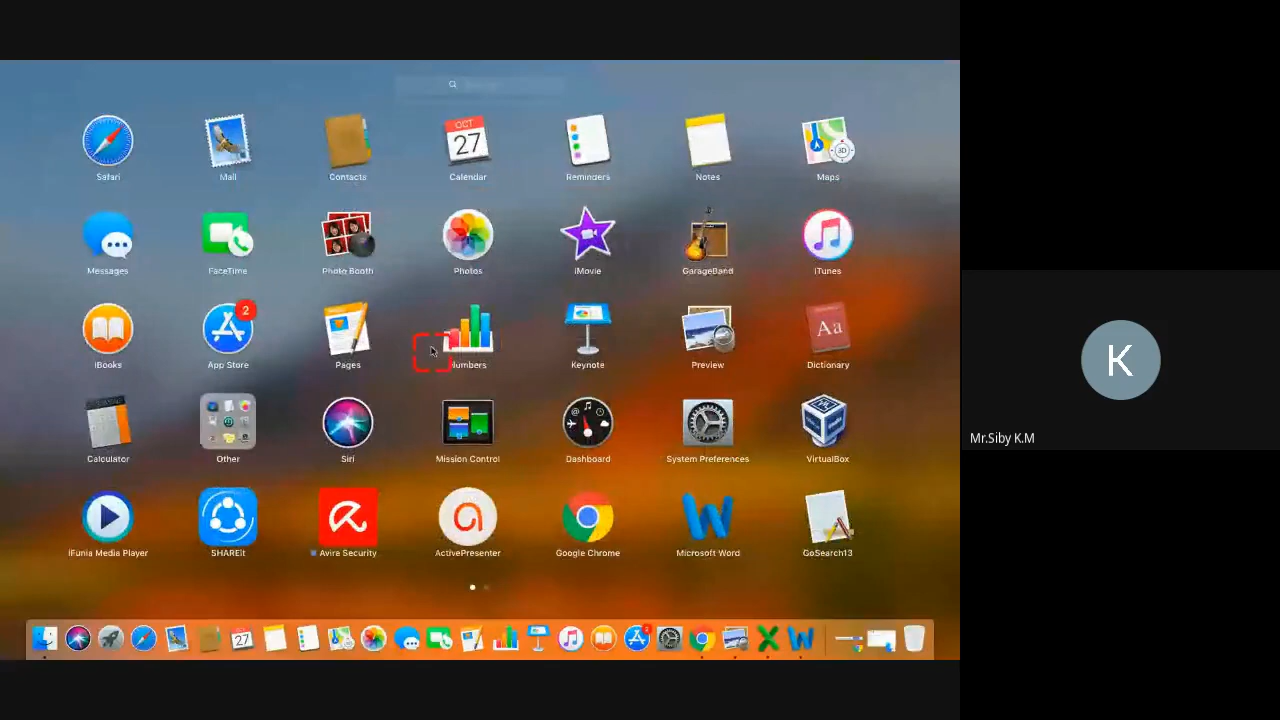 Safari Mail Contacts OCT 27 Calendar Reminders Notes 3D Maps
Messages FaceTime Photo Booth Photos iMovie GarageBand iTunes
iBooks 2 App Store Pages Numbers Keynote Preview Aa Dictionary
Calculator Other Siri Mission Control Dashboard System Preferences VirtualBox
iFunia Media Player SHAREit Avira Security ActivePresenter Google Chrome Microsoft Word GoSearch13
27
K
Mr.Siby K.M